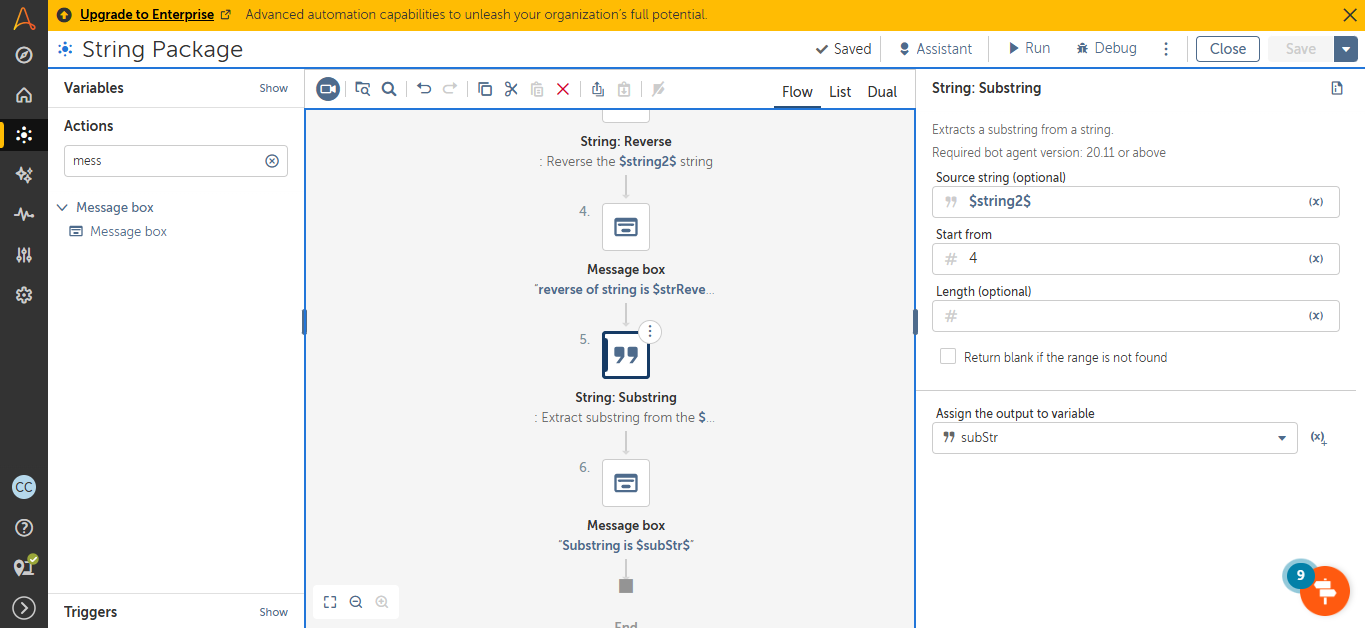 Upgrade to Enterprise Advanced automation capabilities to unleash your organization's full potential.
String Package
Saved
Assistant
Run
Debug
Close
Save
Variables
Show
Actions
mess
Message box
Message box
Triggers
Show
Flow
List
Dual
String: Reverse
: Reverse the $string2$ string
4.
Message box
"reverse of string is $strReve...
5.
String: Substring
: Extract substring from the $...
6.
Message box
"Substring is $subStr$"
End
String: Substring
Extracts a substring from a string.
Required bot agent version: 20.11 or above
Source string (optional)
$string2$
(x)
Start from
# 4
(x)
Length (optional)
#
(x)
Return blank if the range is not found
Assign the output to variable
subStr
(x)+
CC
9